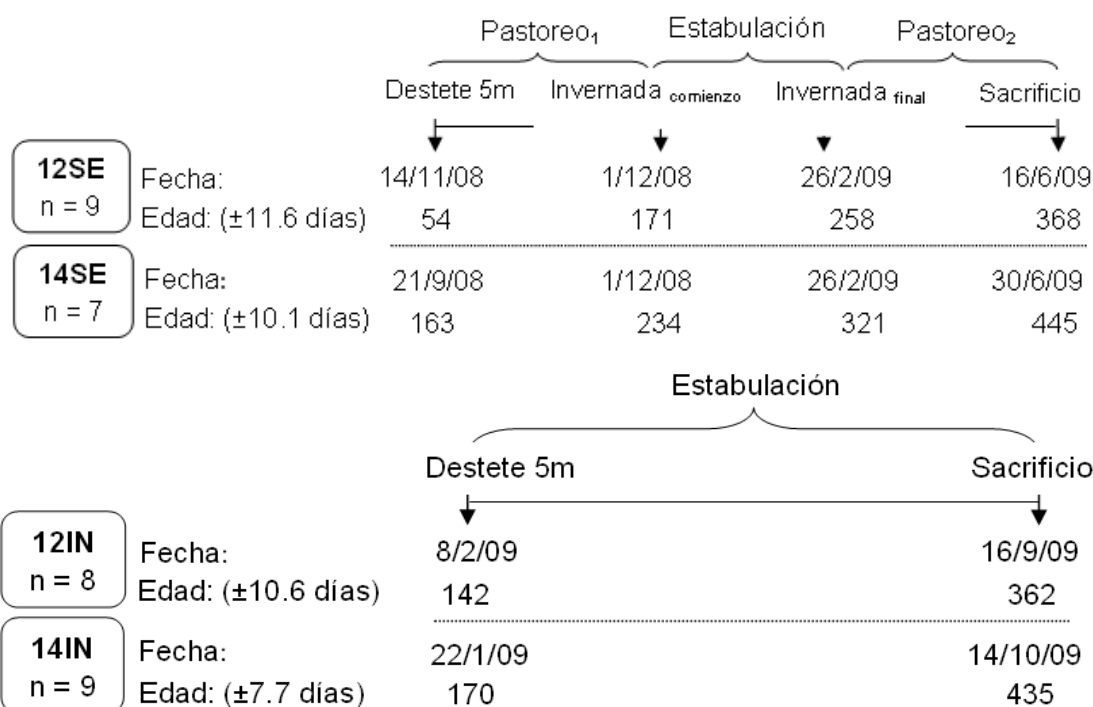 Pastoreo₁ Estabulación Pastoreo₂
Destete 5m Invernada comienzo Invernada final Sacrificio
12SE
n = 9
Fecha: 14/11/08 1/12/08 26/2/09 16/6/09
Edad: (±11.6 días) 54 171 258 368
14SE
n = 7
Fecha: 21/9/08 1/12/08 26/2/09 30/6/09
Edad: (±10.1 días) 163 234 321 445
Estabulación
Destete 5m Sacrificio
12IN
n = 8
Fecha: 8/2/09 16/9/09
Edad: (±10.6 días) 142 362
14IN
n = 9
Fecha: 22/1/09 14/10/09
Edad: (±7.7 días) 170 435